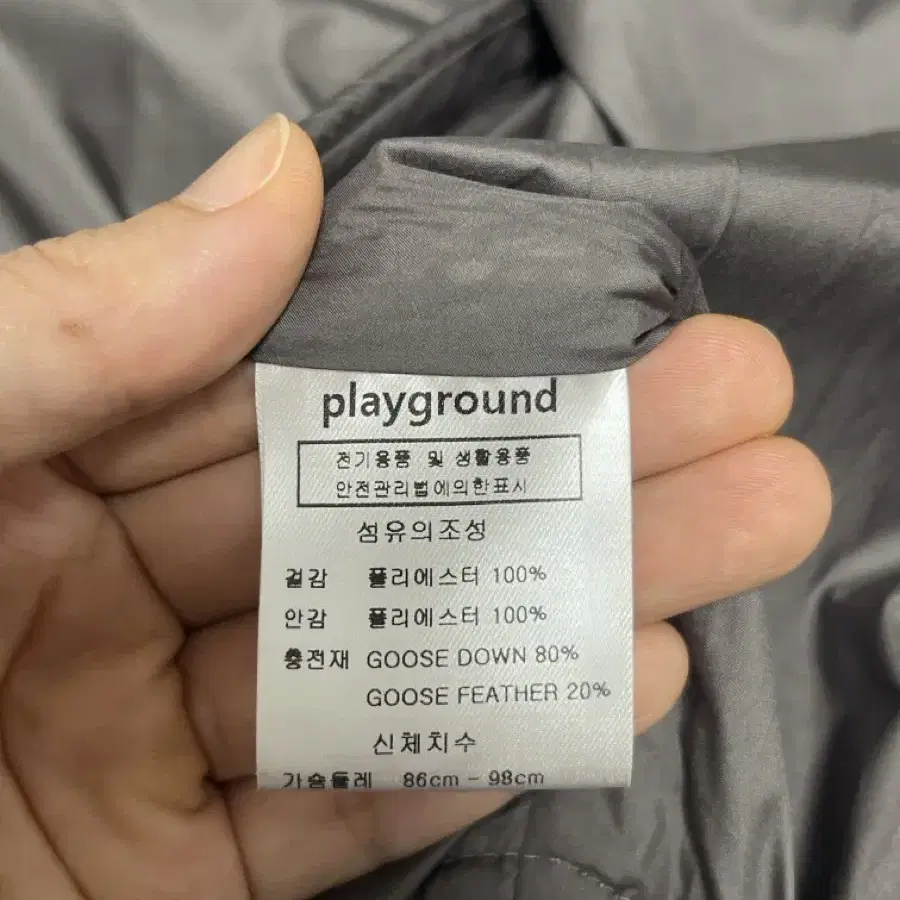 playground
전기용품 및 생활용품
안전관리법에의한표시
섬유의조성
겉감 폴리에스터 100%
안감 폴리에스터 100%
충전재 GOOSE DOWN 80%
GOOSE FEATHER 20%
신체치수
가슴둘레 86cm - 98cm